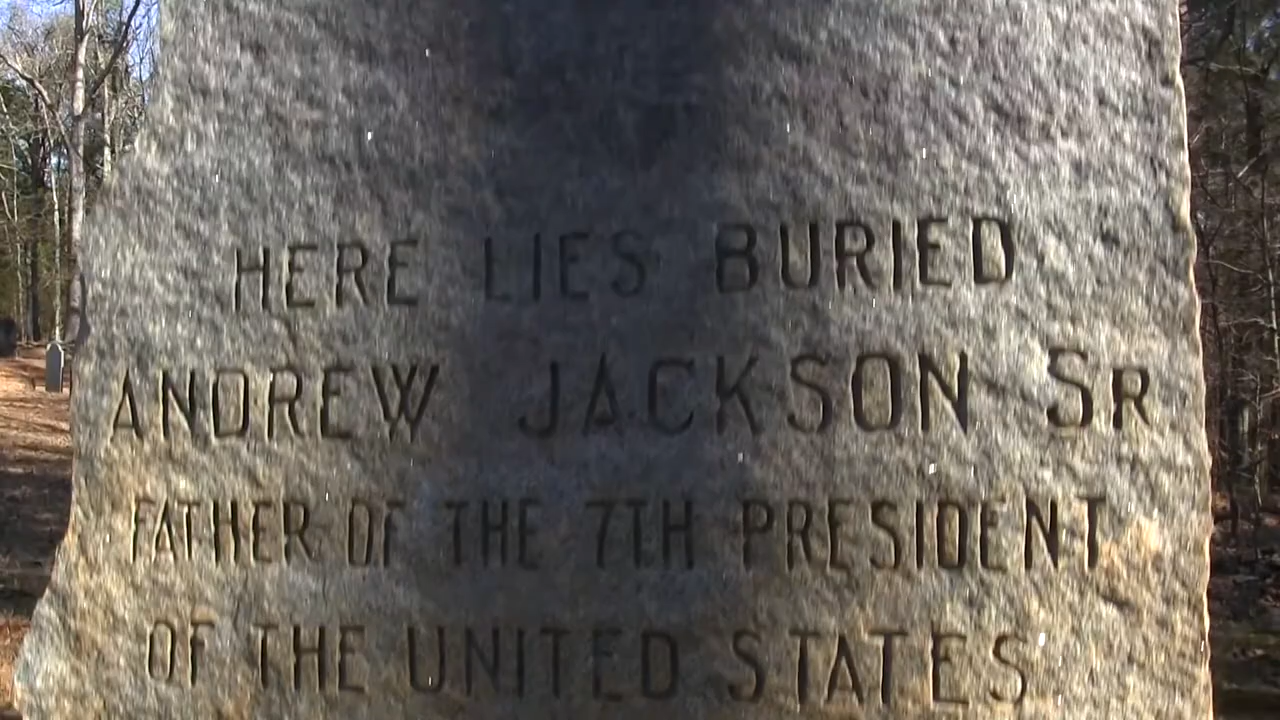 HERE LIES BURIED
ANDREW JACKSON SR
FATHER OF THE 7TH PRESIDENT
OF THE UNITED STATES